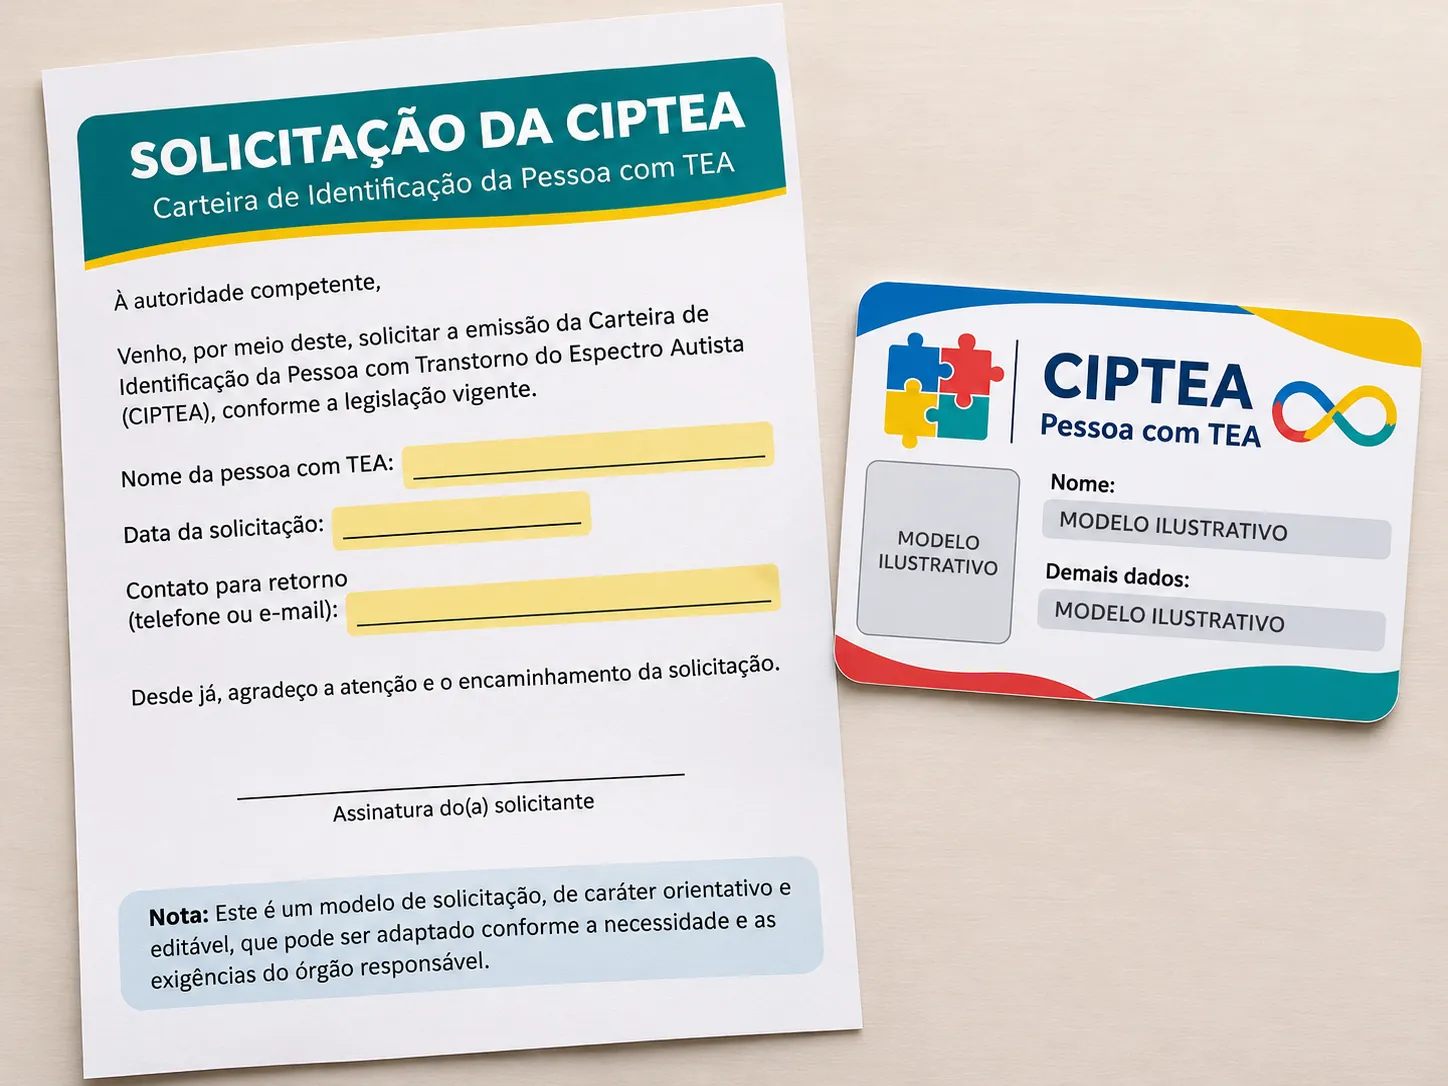 SOLICITAÇÃO DA CIPTEA
Carteira de Identificação da Pessoa com TEA
À autoridade competente,
Venho, por meio deste, solicitar a emissão da Carteira de
Identificação da Pessoa com Transtorno do Espectro Autista
(CIPTEA), conforme a legislação vigente.
Nome da pessoa com TEA:
Data da solicitação:
Contato para retorno
(telefone ou e-mail):
Desde já, agradeço a atenção e o encaminhamento da solicitação.
Assinatura do(a) solicitante
Nota: Este é um modelo de solicitação, de caráter orientativo e
editável, que pode ser adaptado conforme a necessidade e as
exigências do órgão responsável.
CIPTEA
Pessoa com TEA
MODELO
ILUSTRATIVO
Nome:
MODELO ILUSTRATIVO
Demais dados:
MODELO ILUSTRATIVO